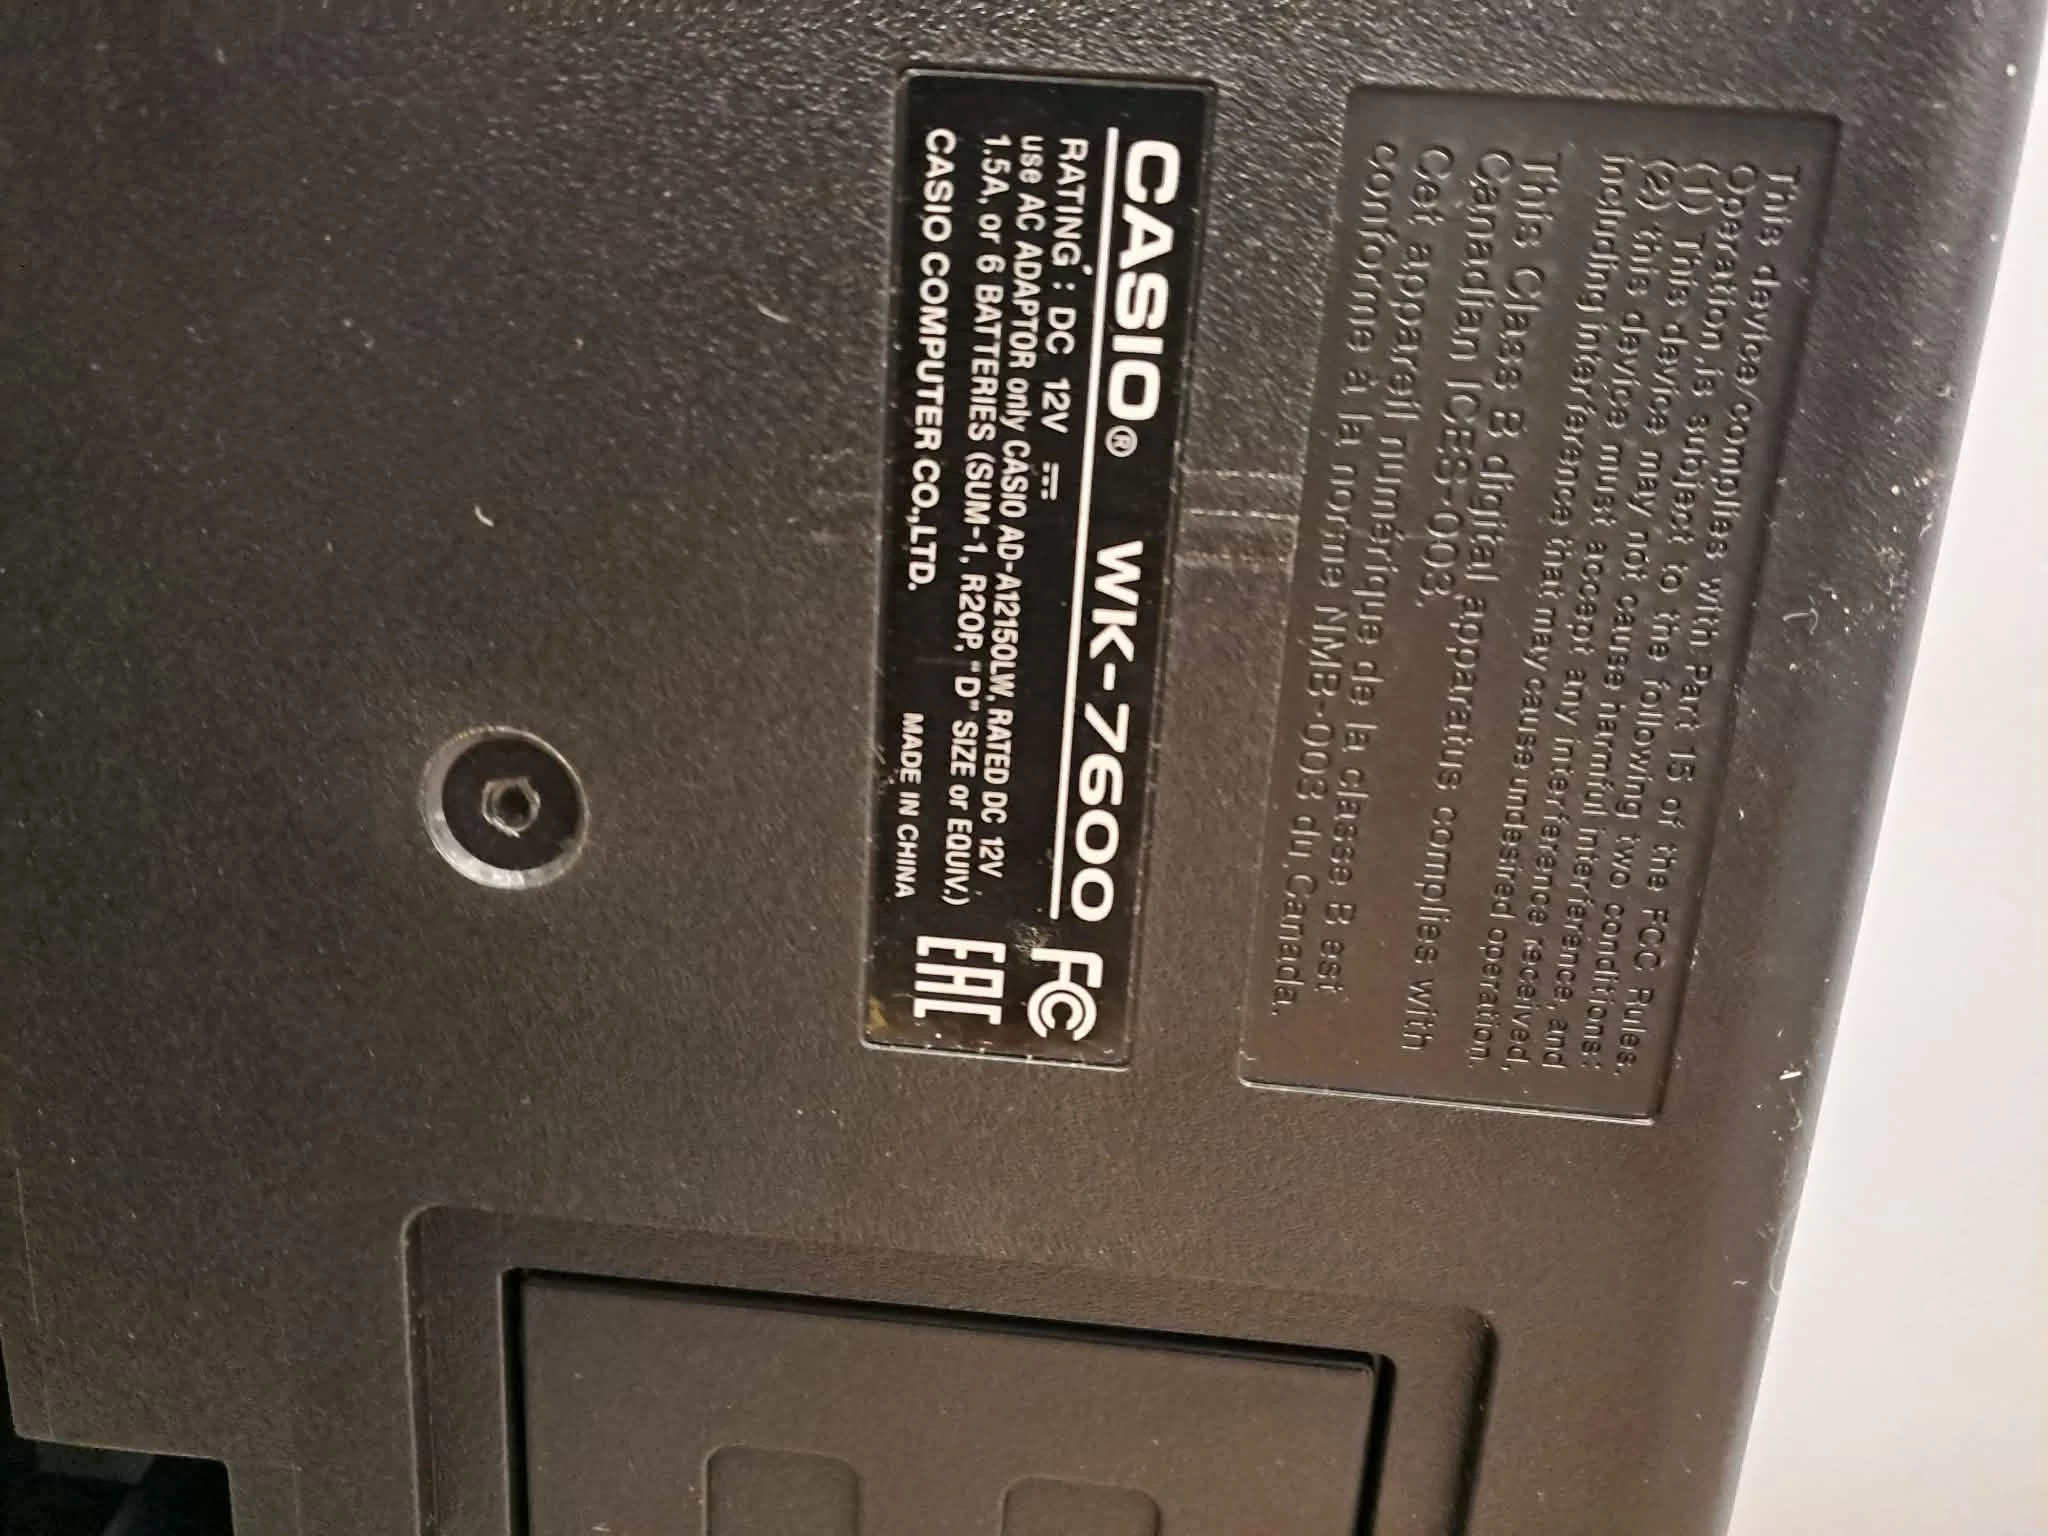 This device complies with Part 15 of the FCC Rules.
Operation is subject to the following two conditions:
(1) This device may not cause harmful interference, and
(2) this device must accept any interference received,
including interference that may cause undesired operation.
This Class B digital apparatus complies with
Canadian ICES-003.
Cet appareil numérique de la classe B est
conforme à la norme NMB-003 du Canada.
CASIO® WK-7600 FC
RATING : DC 12V ⎓
use AC ADAPTOR only CASIO AD-A12150LW, RATED DC 12V
1.5A, or 6 BATTERIES (SUM-1, R20P, "D" SIZE or EQUIV.)
CASIO COMPUTER CO.,LTD. MADE IN CHINA
EAC